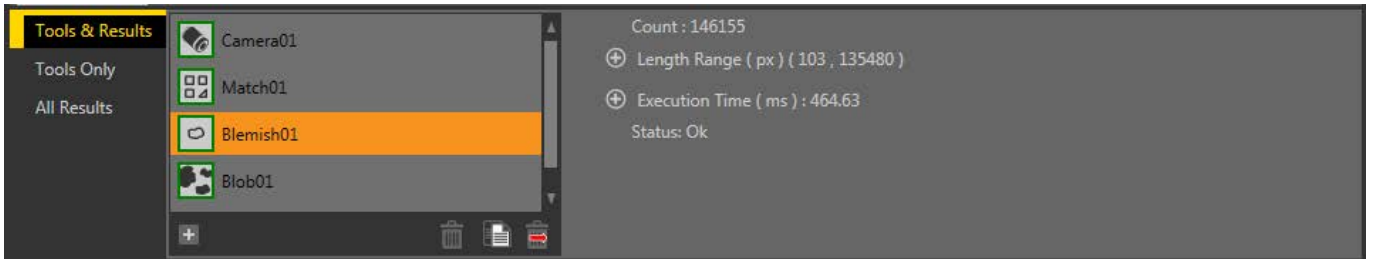 Tools & Results
Tools Only
All Results
Camera01
Match01
Blemish01
Blob01
Count : 146155
Length Range ( px ) ( 103 , 135480 )
Execution Time ( ms ) : 464.63
Status: Ok